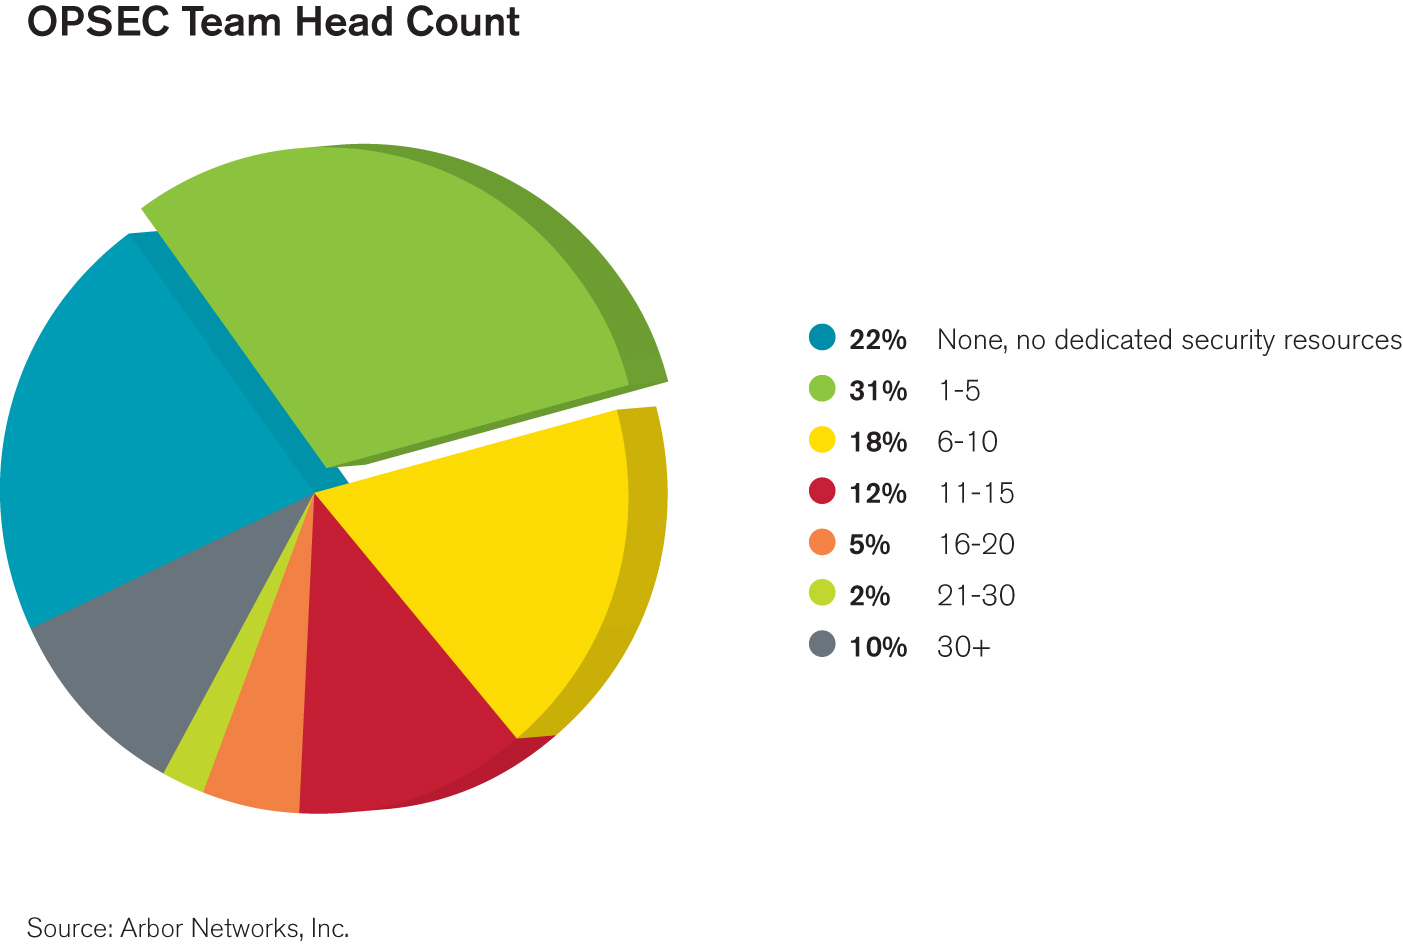 OPSEC Team Head Count
22% None, no dedicated security resources
31% 1-5
18% 6-10
12% 11-15
5% 16-20
2% 21-30
10% 30+
Source: Arbor Networks, Inc.